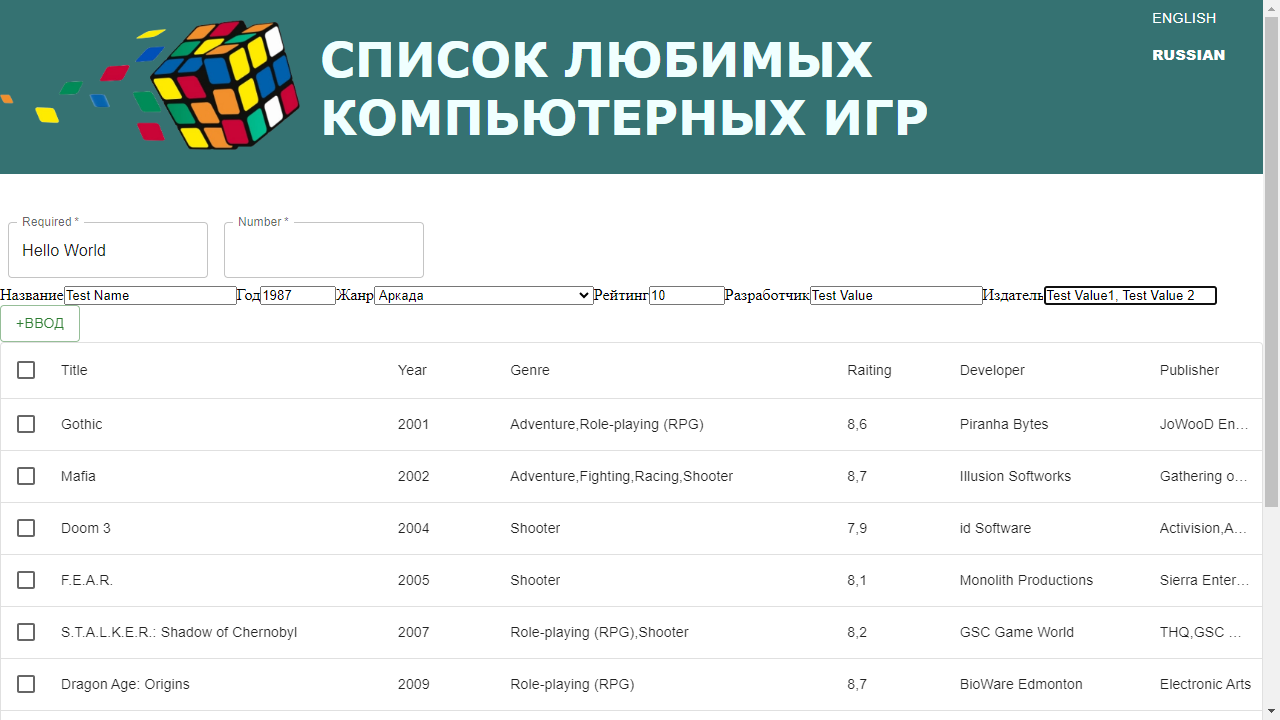 ENGLISH
RUSSIAN
СПИСОК ЛЮБИМЫХ
КОМПЬЮТЕРНЫХ ИГР
Required * Number *
Hello World
Название Test Name Год 1987 Жанр Аркада Рейтинг 10 Разработчик Test Value Издатель Test Value1, Test Value 2
+ВВОД
Title Year Genre Raiting Developer Publisher
Gothic 2001 Adventure,Role-playing (RPG) 8,6 Piranha Bytes JoWooD En...
Mafia 2002 Adventure,Fighting,Racing,Shooter 8,7 Illusion Softworks Gathering o...
Doom 3 2004 Shooter 7,9 id Software Activision,A...
F.E.A.R. 2005 Shooter 8,1 Monolith Productions Sierra Enter...
S.T.A.L.K.E.R.: Shadow of Chernobyl 2007 Role-playing (RPG),Shooter 8,2 GSC Game World THQ,GSC ...
Dragon Age: Origins 2009 Role-playing (RPG) 8,7 BioWare Edmonton Electronic Arts